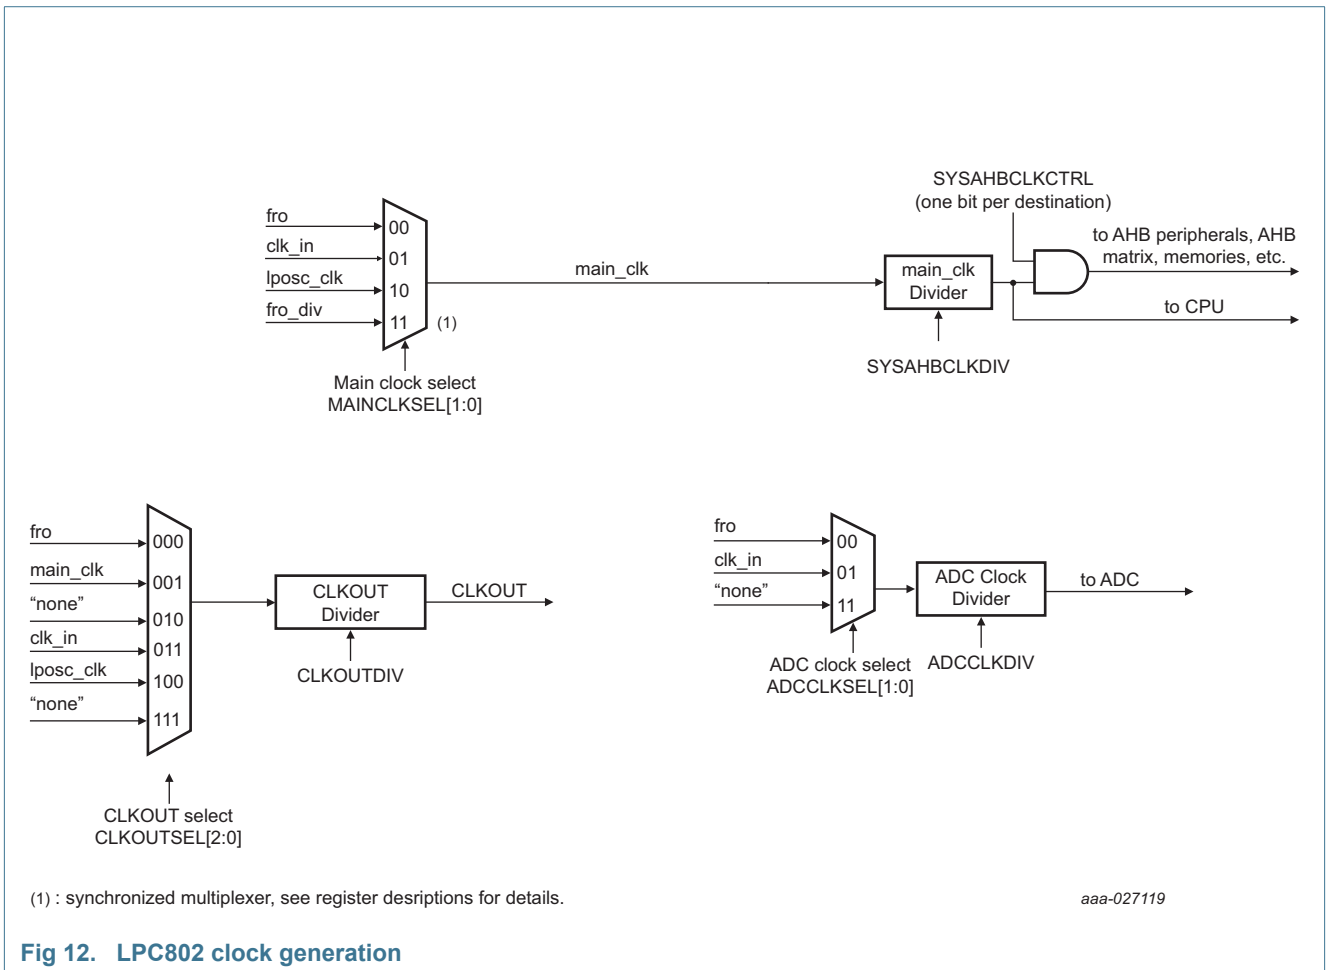 SYSAHBCLKCTRL
(one bit per destination)
fro
00
clk_in
01
lposc_clk
10
fro_div
11
(1)
main_clk
main_clk
Divider
to AHB peripherals, AHB
matrix, memories, etc.
to CPU
SYSAHBCLKDIV
Main clock select
MAINCLKSEL[1:0]
fro
000
main_clk
001
“none”
010
clk_in
011
lposc_clk
100
“none”
111
CLKOUT
Divider
CLKOUT
CLKOUTDIV
CLKOUT select
CLKOUTSEL[2:0]
fro
00
clk_in
01
“none”
11
ADC Clock
Divider
to ADC
ADC clock select
ADCCLKSEL[1:0]
ADCCLKDIV
(1) : synchronized multiplexer, see register desriptions for details.
aaa-027119
Fig 12. LPC802 clock generation